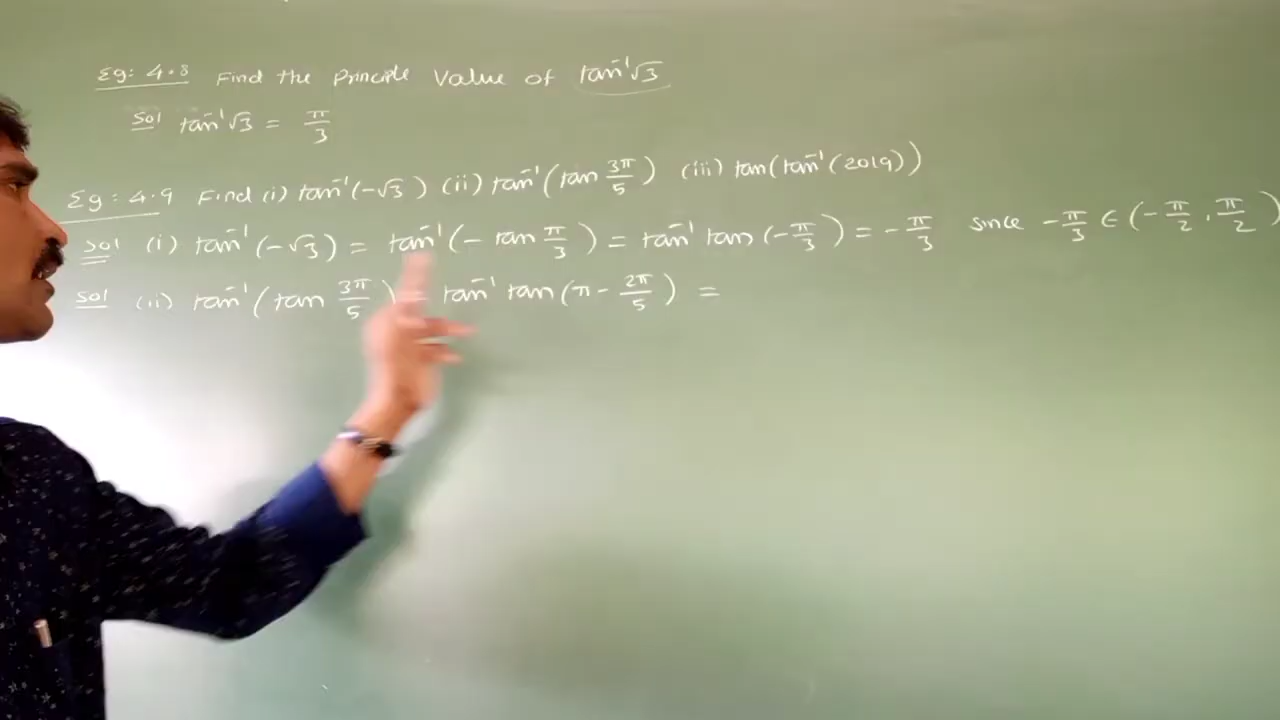 Eg: 4.8 Find the Principle Value of tan⁻¹√3
Sol tan⁻¹√3 = π/3
Eg: 4.9 Find (i) tan⁻¹(-√3) (ii) tan⁻¹(tan 3π/5) (iii) tan(tan⁻¹(2019))
Sol (i) tan⁻¹(-√3) = tan⁻¹(- tan π/3) = tan⁻¹ tan(-π/3) = -π/3 since -π/3 ∈ (-π/2, π/2)
Sol (ii) tan⁻¹(tan 3π/5) = tan⁻¹ tan(π - 2π/5) =